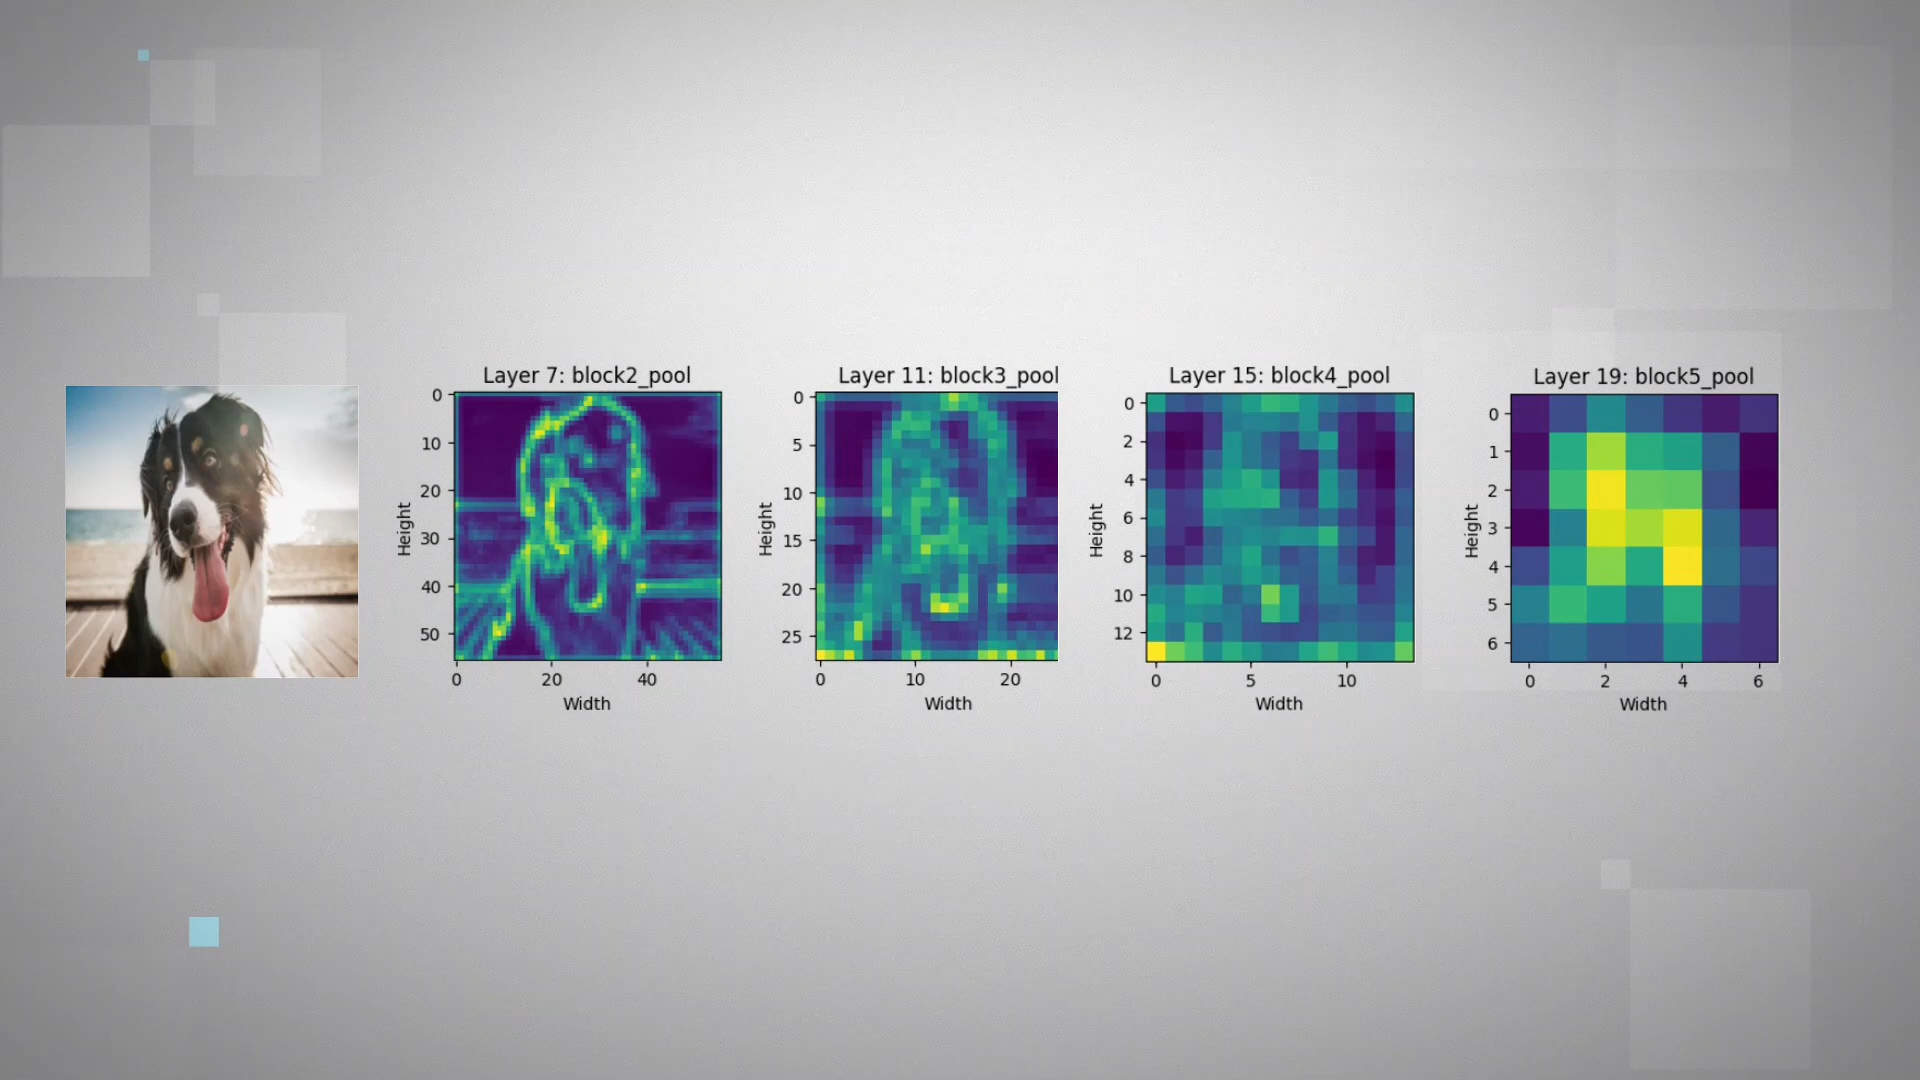 Layer 7: block2_pool
0
10
20
30
40
50
Height
0 20 40
Width
Layer 11: block3_pool
0
5
10
15
20
25
Height
0 10 20
Width
Layer 15: block4_pool
0
2
4
6
8
10
12
Height
0 5 10
Width
Layer 19: block5_pool
0
1
2
3
4
5
6
Height
0 2 4 6
Width